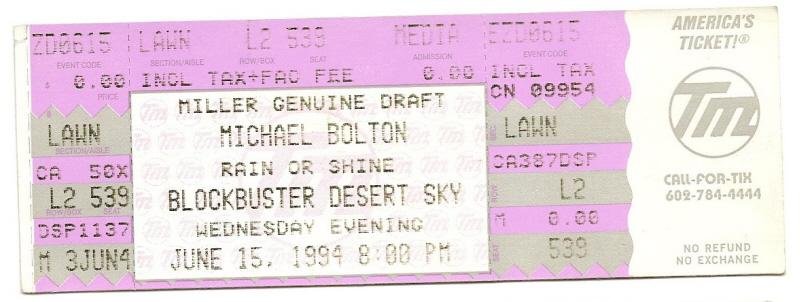 ZD0615 LAWN L2 539 MEDIA EZD0615
EVENT CODE SECTION/AISLE ROW/BOX SEAT ADMISSION EVENT CODE
$ 0.00 INCL TAX+FAC FEE 0.00 INCL TAX
PRICE
CN 09954
MILLER GENUINE DRAFT
LAWN MICHAEL BOLTON LAWN
SECTION/AISLE
CA 50X RAIN OR SHINE CA387DSP
L2 539 BLOCKBUSTER DESERT SKY L2
ROW/BOX SEAT ROW
DSP1137 WEDNESDAY EVENING M 0.00
M 3JUN4 JUNE 15, 1994 8:00 PM 539
SEAT
AMERICA'S
TICKET!®
Tm
CALL-FOR-TIX
602-784-4444
NO REFUND
NO EXCHANGE